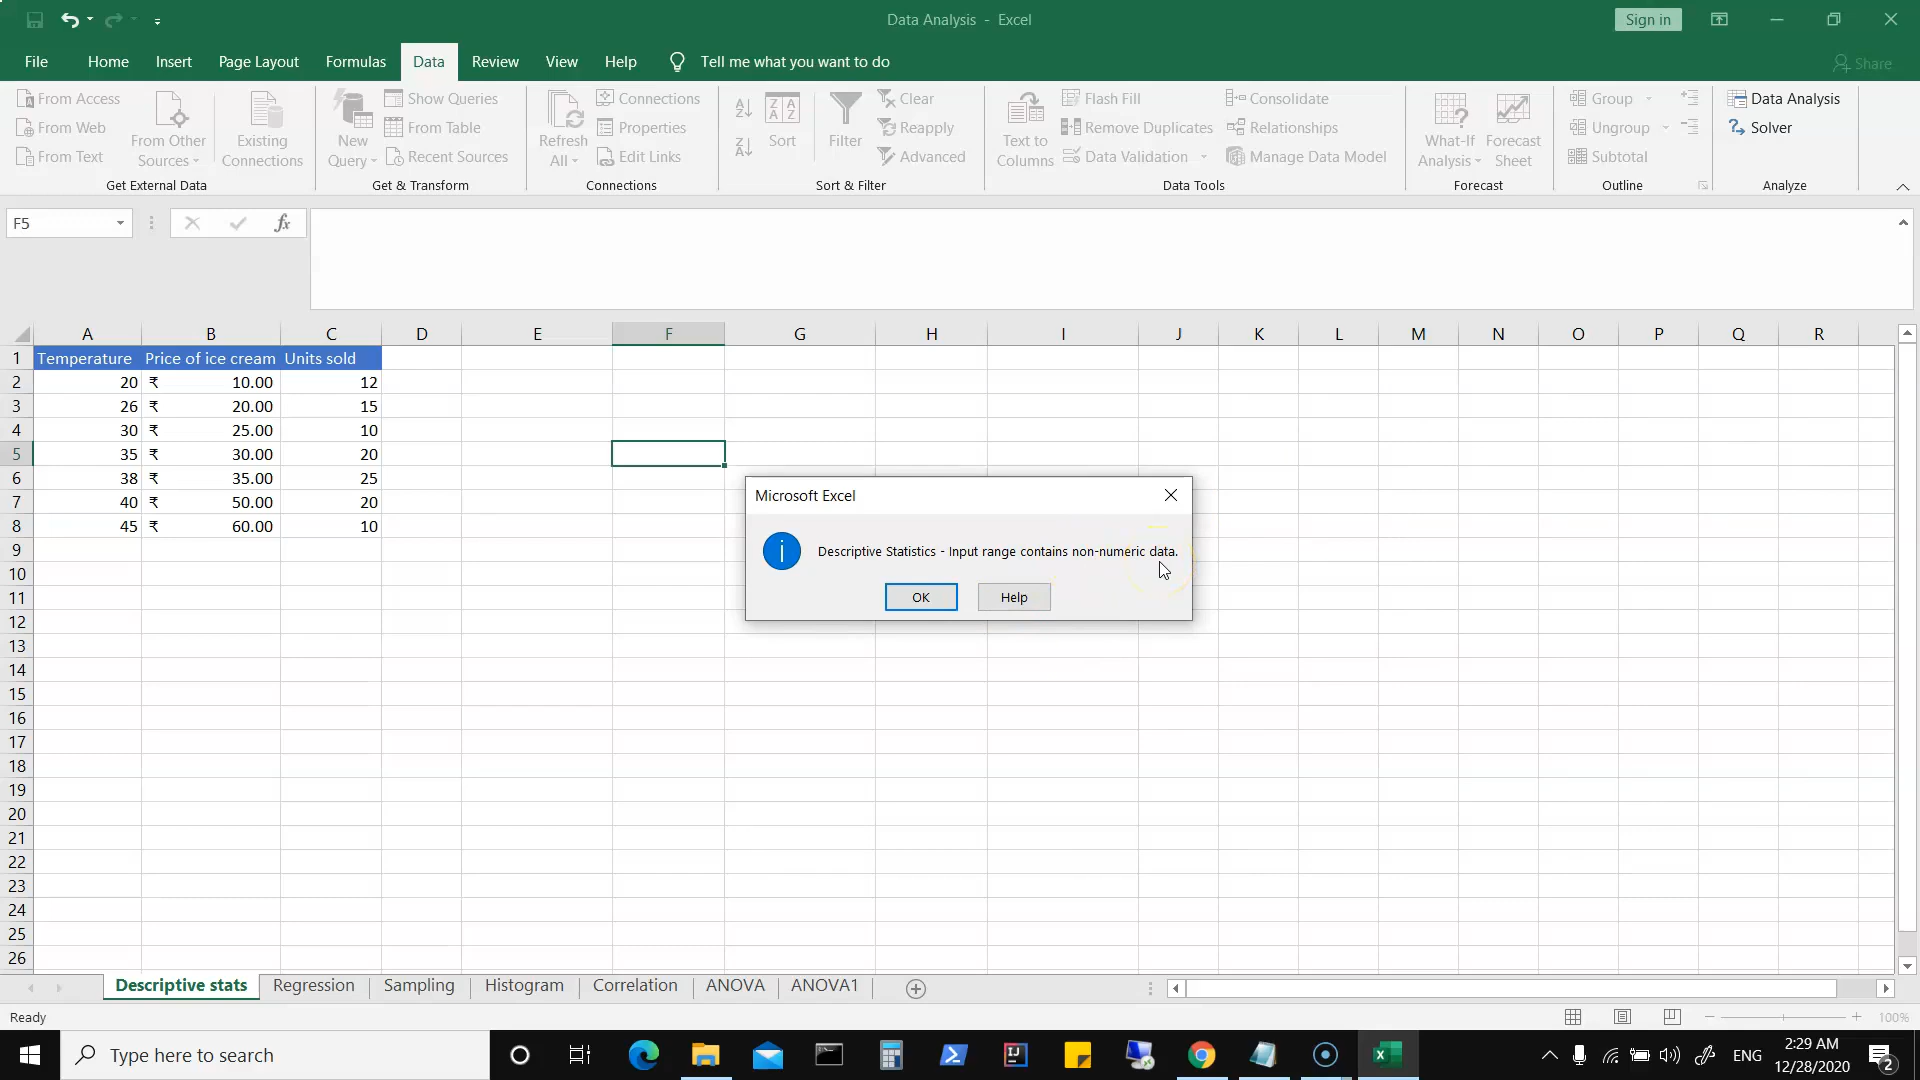 Data Analysis - Excel
Sign in
File Home Insert Page Layout Formulas Data Review View Help Tell me what you want to do Share
From Access
From Web
From Text
From Other
Sources
Existing
Connections
Get External Data
New
Query
Show Queries
From Table
Recent Sources
Get & Transform
Refresh
All
Connections
Properties
Edit Links
Connections
Sort
Filter
Clear
Reapply
Advanced
Sort & Filter
Text to
Columns
Flash Fill
Remove Duplicates
Data Validation
Consolidate
Relationships
Manage Data Model
Data Tools
What-If
Analysis
Forecast
Sheet
Forecast
Group
Ungroup
Subtotal
Outline
Data Analysis
Solver
Analyze
F5 fx
A B C D E F G H I J K L M N O P Q R
1 Temperature Price of ice cream Units sold
2 20 ₹ 10.00 12
3 26 ₹ 20.00 15
4 30 ₹ 25.00 10
5 35 ₹ 30.00 20
6 38 ₹ 35.00 25
7 40 ₹ 50.00 20
8 45 ₹ 60.00 10
9
10
11
12
13
14
15
16
17
18
19
20
21
22
23
24
25
26
Microsoft Excel
Descriptive Statistics - Input range contains non-numeric data.
OK Help
Descriptive stats Regression Sampling Histogram Correlation ANOVA ANOVA1
Ready 100%
Type here to search
ENG
2:29 AM
12/28/2020
2